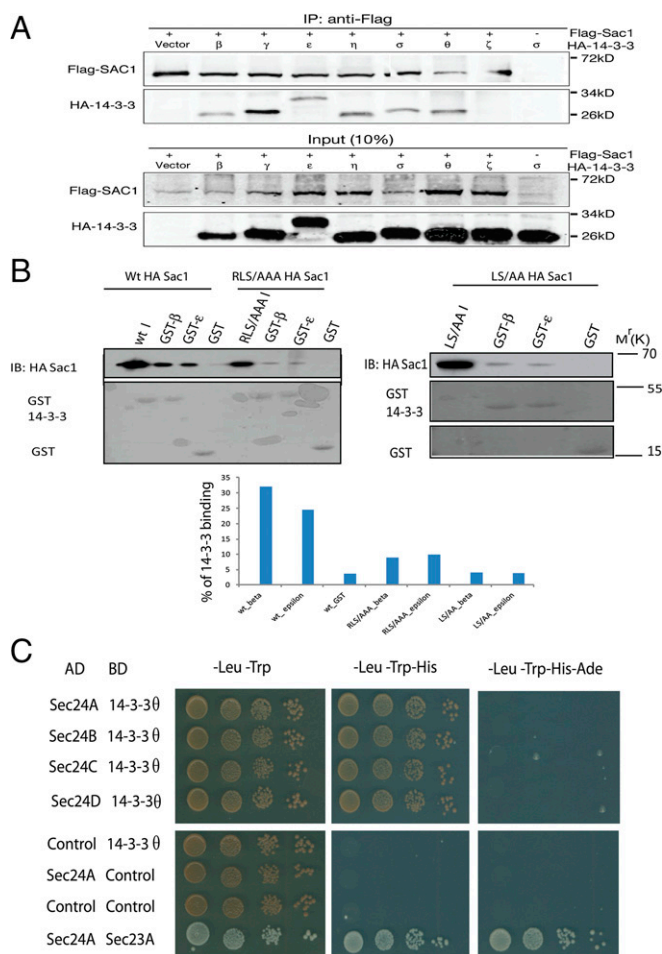 A
IP: anti-Flag
+ + + + + + + + - Flag-Sac1
Vector β γ ε η σ θ ζ σ HA-14-3-3
72kD
Flag-SAC1
34kD
HA-14-3-3
26kD
Input (10%)
+ + + + + + + + - Flag-Sac1
Vector β γ ε η σ θ ζ σ HA-14-3-3
72kD
Flag-SAC1
34kD
HA-14-3-3
26kD
B
Wt HA Sac1 RLS/AAA HA Sac1 LS/AA HA Sac1
wt I GST-β GST-ε GST RLS/AAA I GST-β GST-ε GST LS/AA I GST-β GST-ε GST
Mʳ(K)
IB: HA Sac1 IB: HA Sac1 70
GST 14-3-3 GST 14-3-3 55
GST GST 15
% of 14-3-3 binding
35
30
25
20
15
10
5
0
wt_beta wt_epsilon wt_GST RLS/AAA_beta RLS/AAA_epsilon LS/AA_beta LS/AA_epsilon
C
AD BD -Leu -Trp -Leu -Trp-His -Leu -Trp-His-Ade
Sec24A 14-3-3θ
Sec24B 14-3-3θ
Sec24C 14-3-3θ
Sec24D 14-3-3θ
Control 14-3-3θ
Sec24A Control
Control Control
Sec24A Sec23A